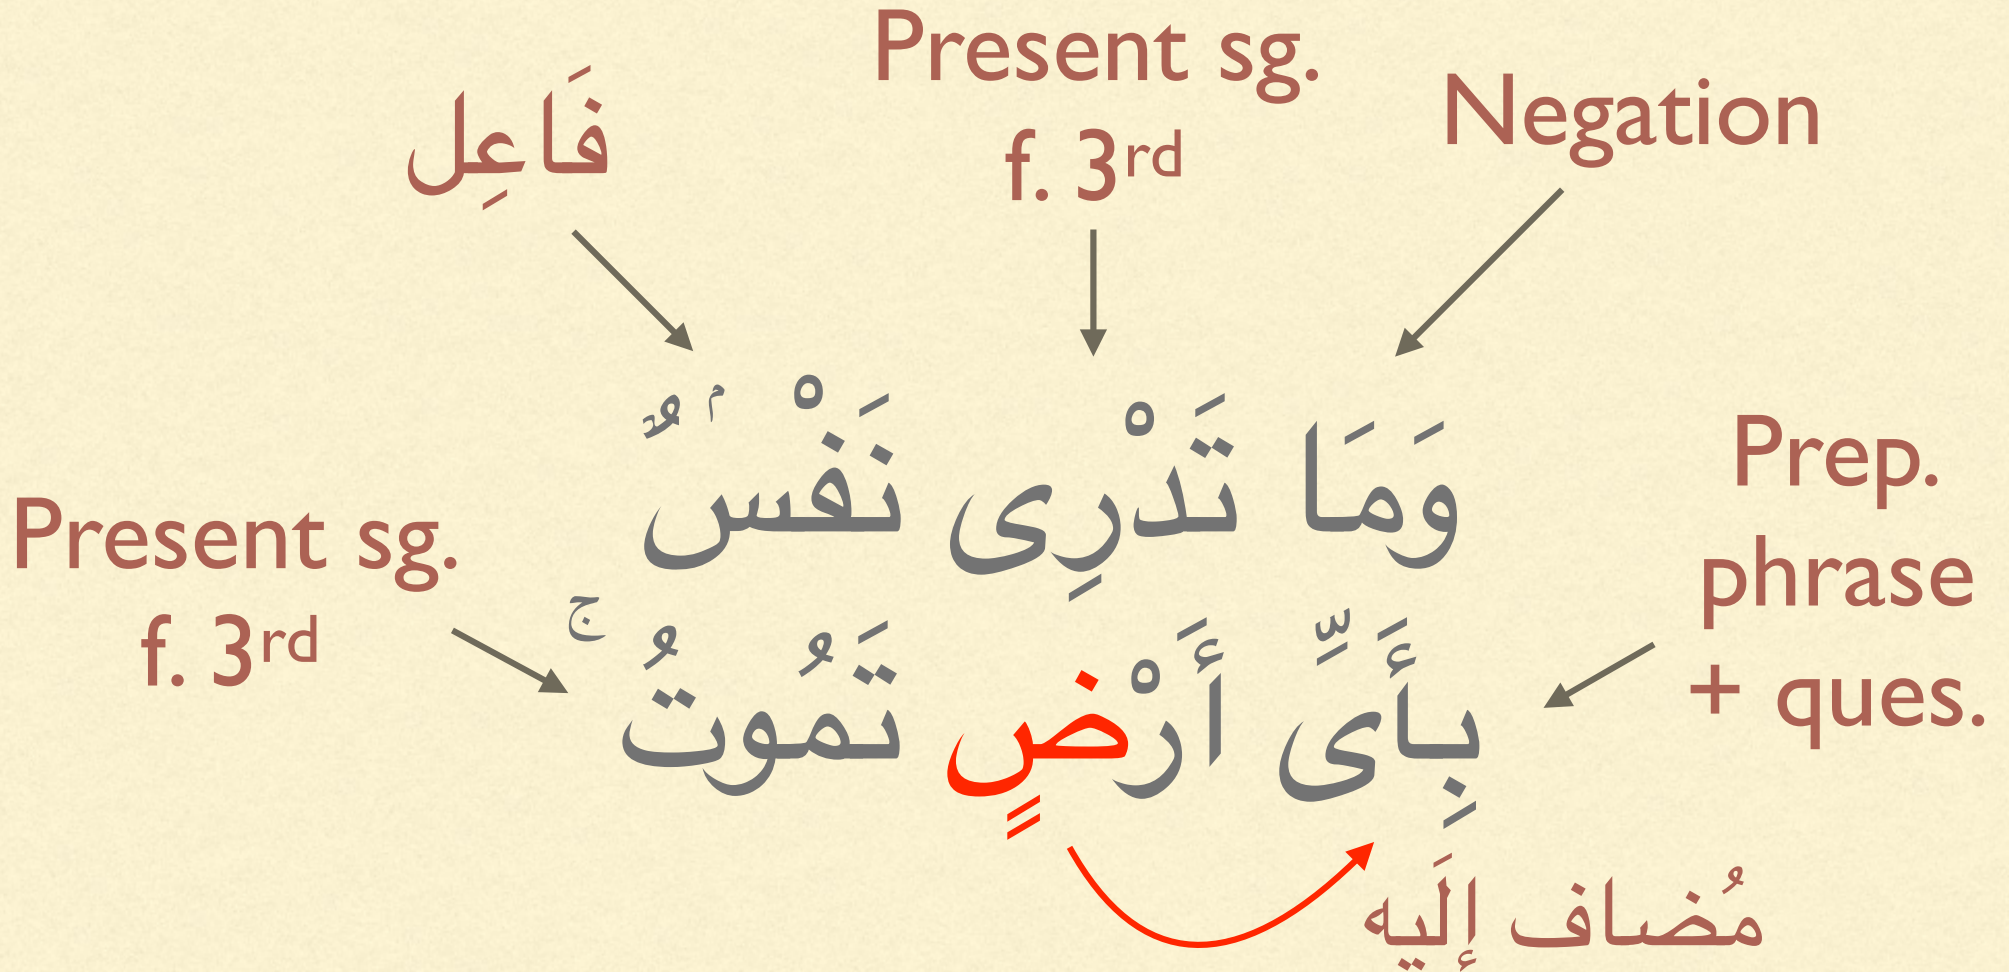 Present sg.
f. 3rd
Negation
فَاعِل
وَمَا تَدْرِى نَفْسٌۢ
Prep.
phrase
+ ques.
Present sg.
f. 3rd
بِأَىِّ أَرْضٍ تَمُوتُ ۚ
مُضاف إلَيه